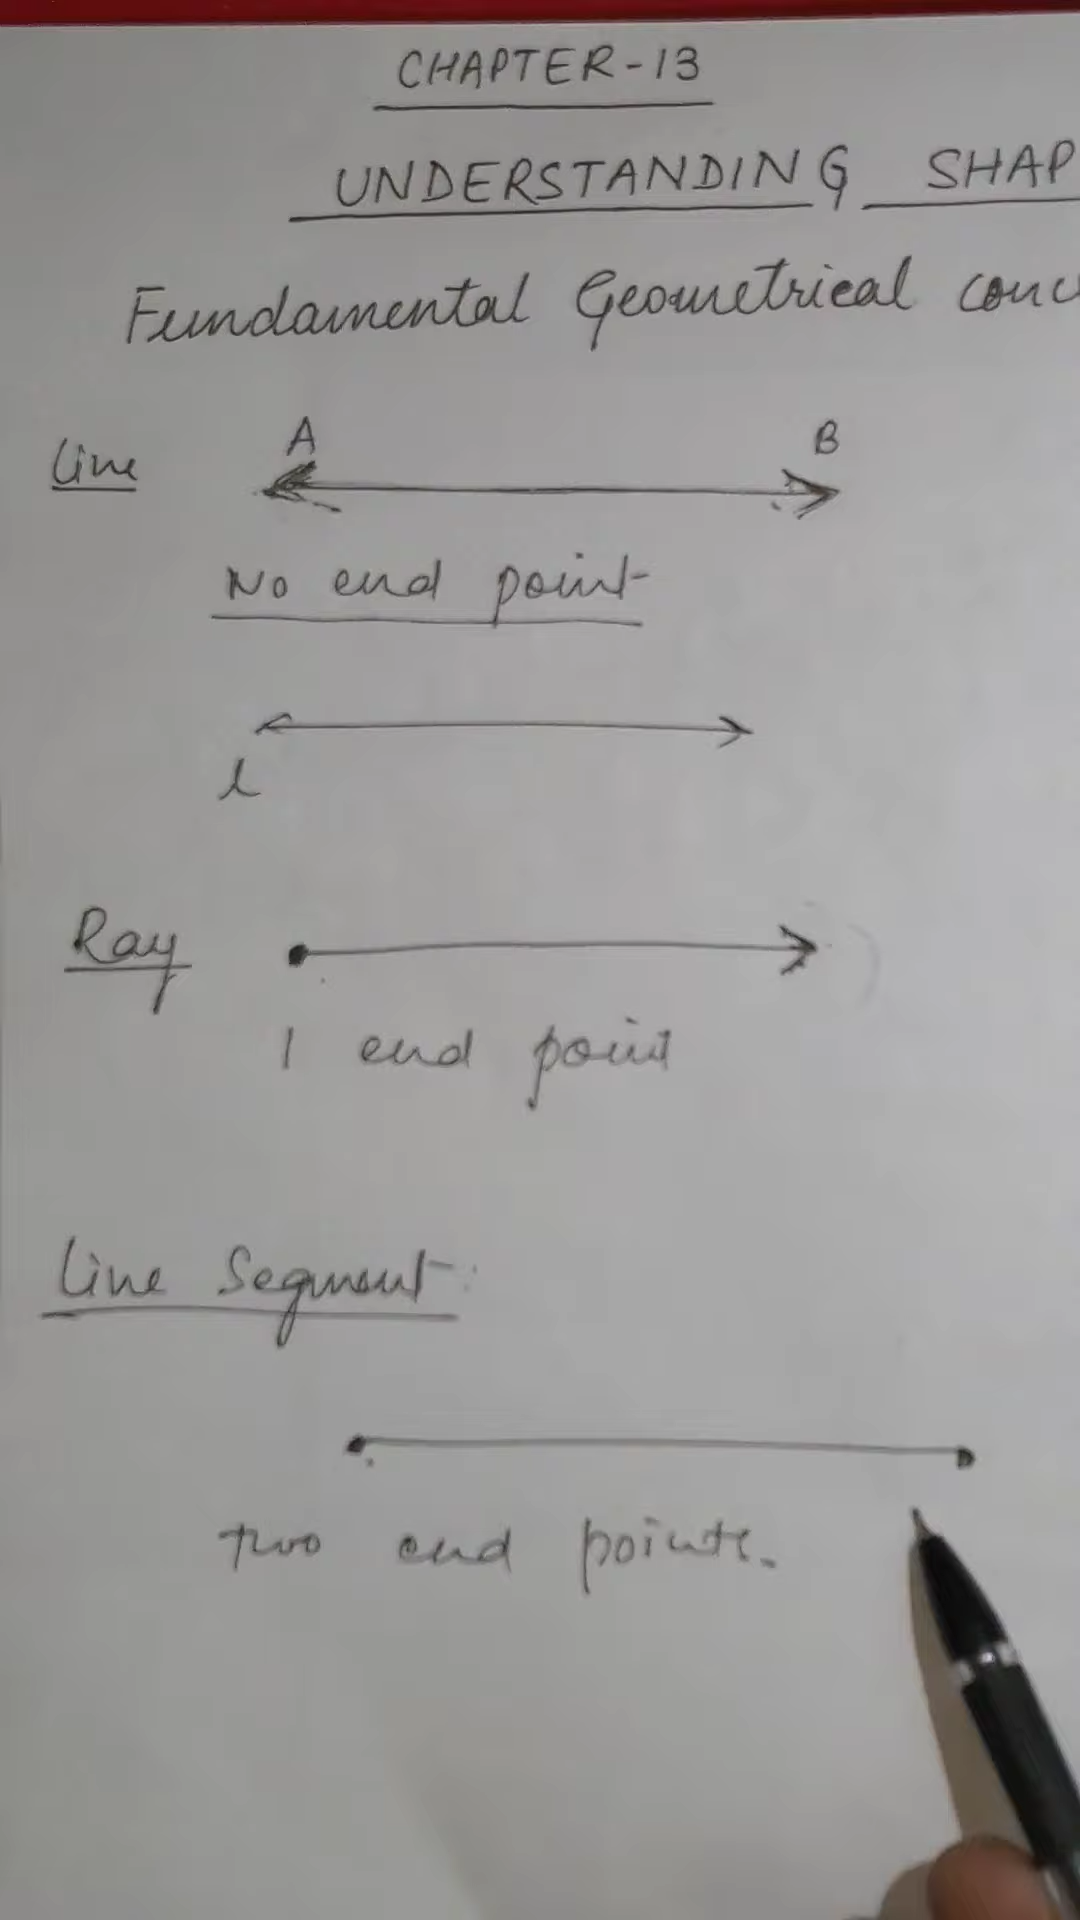 CHAPTER-13
UNDERSTANDING SHAP
Fundamental Geometrical conc
Line
A B
No end point
l
Ray
1 end point
Line Segment:
two end points.